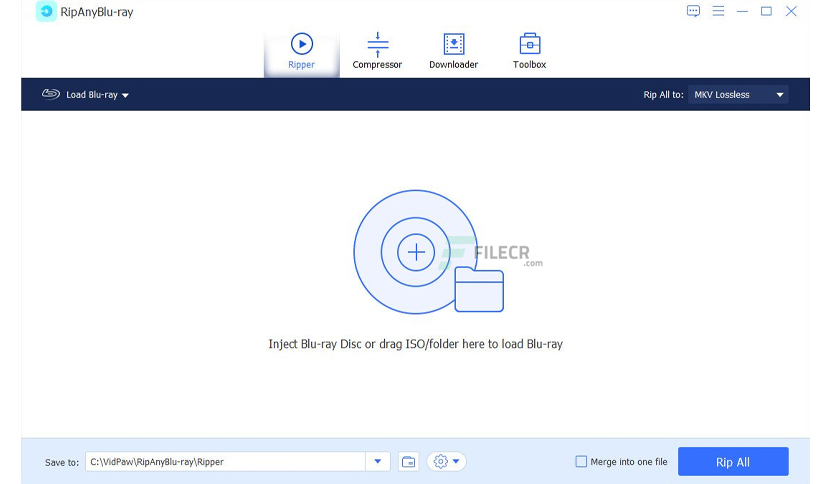 RipAnyBlu-ray
Ripper
Compressor
Downloader
Toolbox
Load Blu-ray
Rip All to:
MKV Lossless
FILECR
.com
Inject Blu-ray Disc or drag ISO/folder here to load Blu-ray
Save to:
C:\VidPaw\RipAnyBlu-ray\Ripper
Merge into one file
Rip All